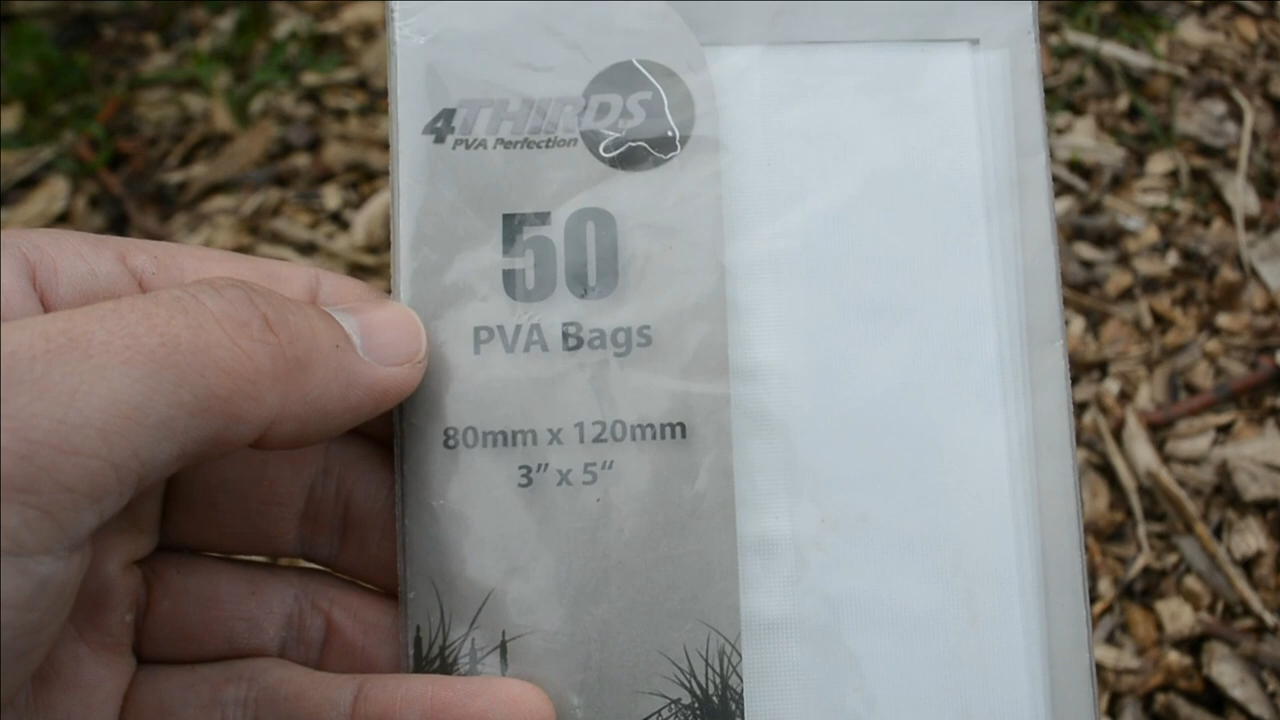 4THIRDS
PVA Perfection
50
PVA Bags
80mm x 120mm
3” x 5“